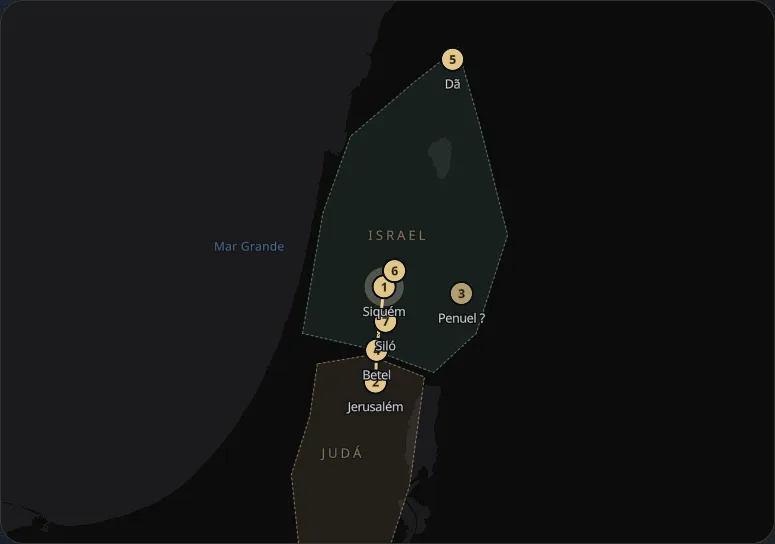 5
Dã
ISRAEL
Mar Grande
6
1
3
Siquém
Penuel ?
7
Siló
4
Betel
2
Jerusalém
JUDÁ